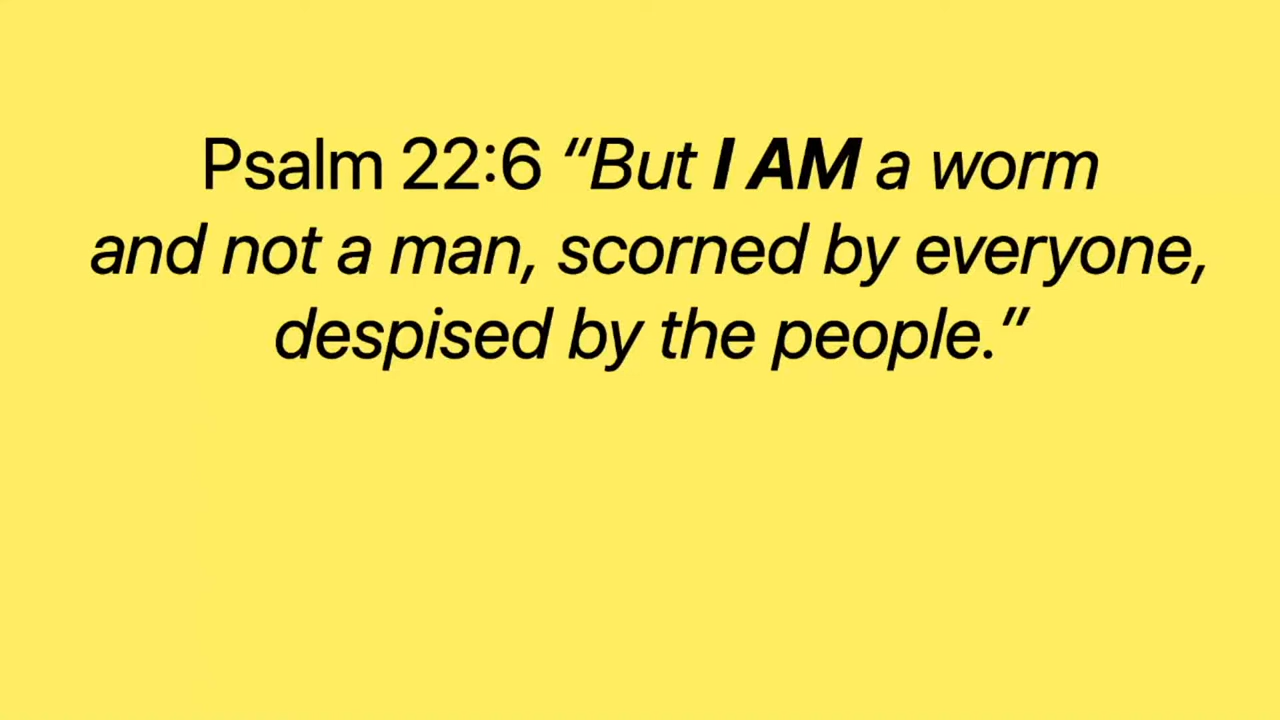 Psalm 22:6 “But I AM a worm
and not a man, scorned by everyone,
despised by the people.”